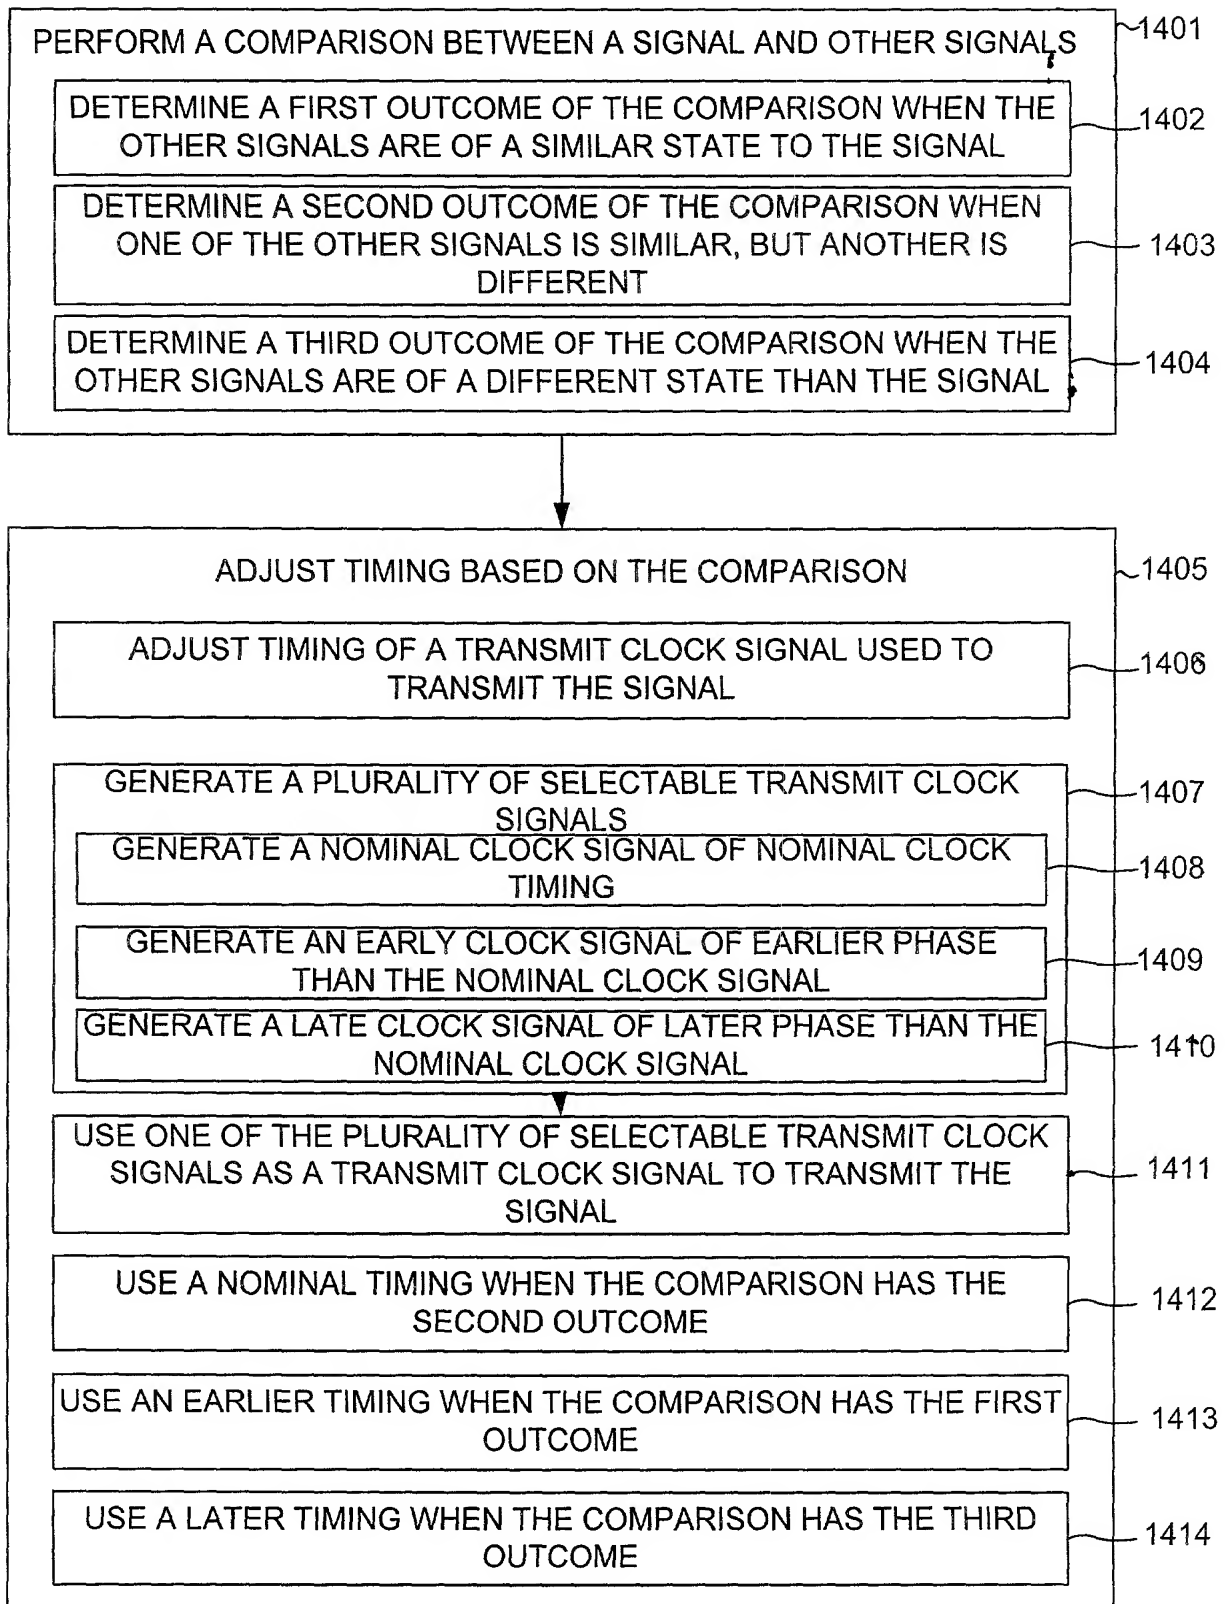 PERFORM A COMPARISON BETWEEN A SIGNAL AND OTHER SIGNALS
1401
DETERMINE A FIRST OUTCOME OF THE COMPARISON WHEN THE
OTHER SIGNALS ARE OF A SIMILAR STATE TO THE SIGNAL
1402
DETERMINE A SECOND OUTCOME OF THE COMPARISON WHEN
ONE OF THE OTHER SIGNALS IS SIMILAR, BUT ANOTHER IS
DIFFERENT
1403
DETERMINE A THIRD OUTCOME OF THE COMPARISON WHEN THE
OTHER SIGNALS ARE OF A DIFFERENT STATE THAN THE SIGNAL
1404
ADJUST TIMING BASED ON THE COMPARISON
1405
ADJUST TIMING OF A TRANSMIT CLOCK SIGNAL USED TO
TRANSMIT THE SIGNAL
1406
GENERATE A PLURALITY OF SELECTABLE TRANSMIT CLOCK
SIGNALS
1407
GENERATE A NOMINAL CLOCK SIGNAL OF NOMINAL CLOCK
TIMING
1408
GENERATE AN EARLY CLOCK SIGNAL OF EARLIER PHASE
THAN THE NOMINAL CLOCK SIGNAL
1409
GENERATE A LATE CLOCK SIGNAL OF LATER PHASE THAN THE
NOMINAL CLOCK SIGNAL
1410
USE ONE OF THE PLURALITY OF SELECTABLE TRANSMIT CLOCK
SIGNALS AS A TRANSMIT CLOCK SIGNAL TO TRANSMIT THE
SIGNAL
1411
USE A NOMINAL TIMING WHEN THE COMPARISON HAS THE
SECOND OUTCOME
1412
USE AN EARLIER TIMING WHEN THE COMPARISON HAS THE FIRST
OUTCOME
1413
USE A LATER TIMING WHEN THE COMPARISON HAS THE THIRD
OUTCOME
1414